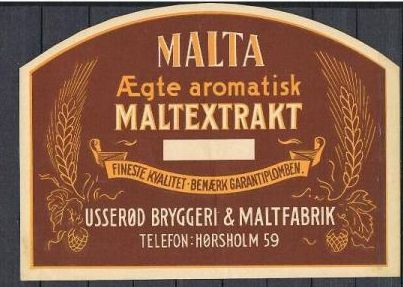 MALTA
Ægte aromatisk
MALTEXTRAKT
FINESTE KVALITET - BEMÆRK GARANTIPLOMBEN.
USSERØD BRYGGERI & MALTFABRIK
TELEFON: HØRSHOLM 59